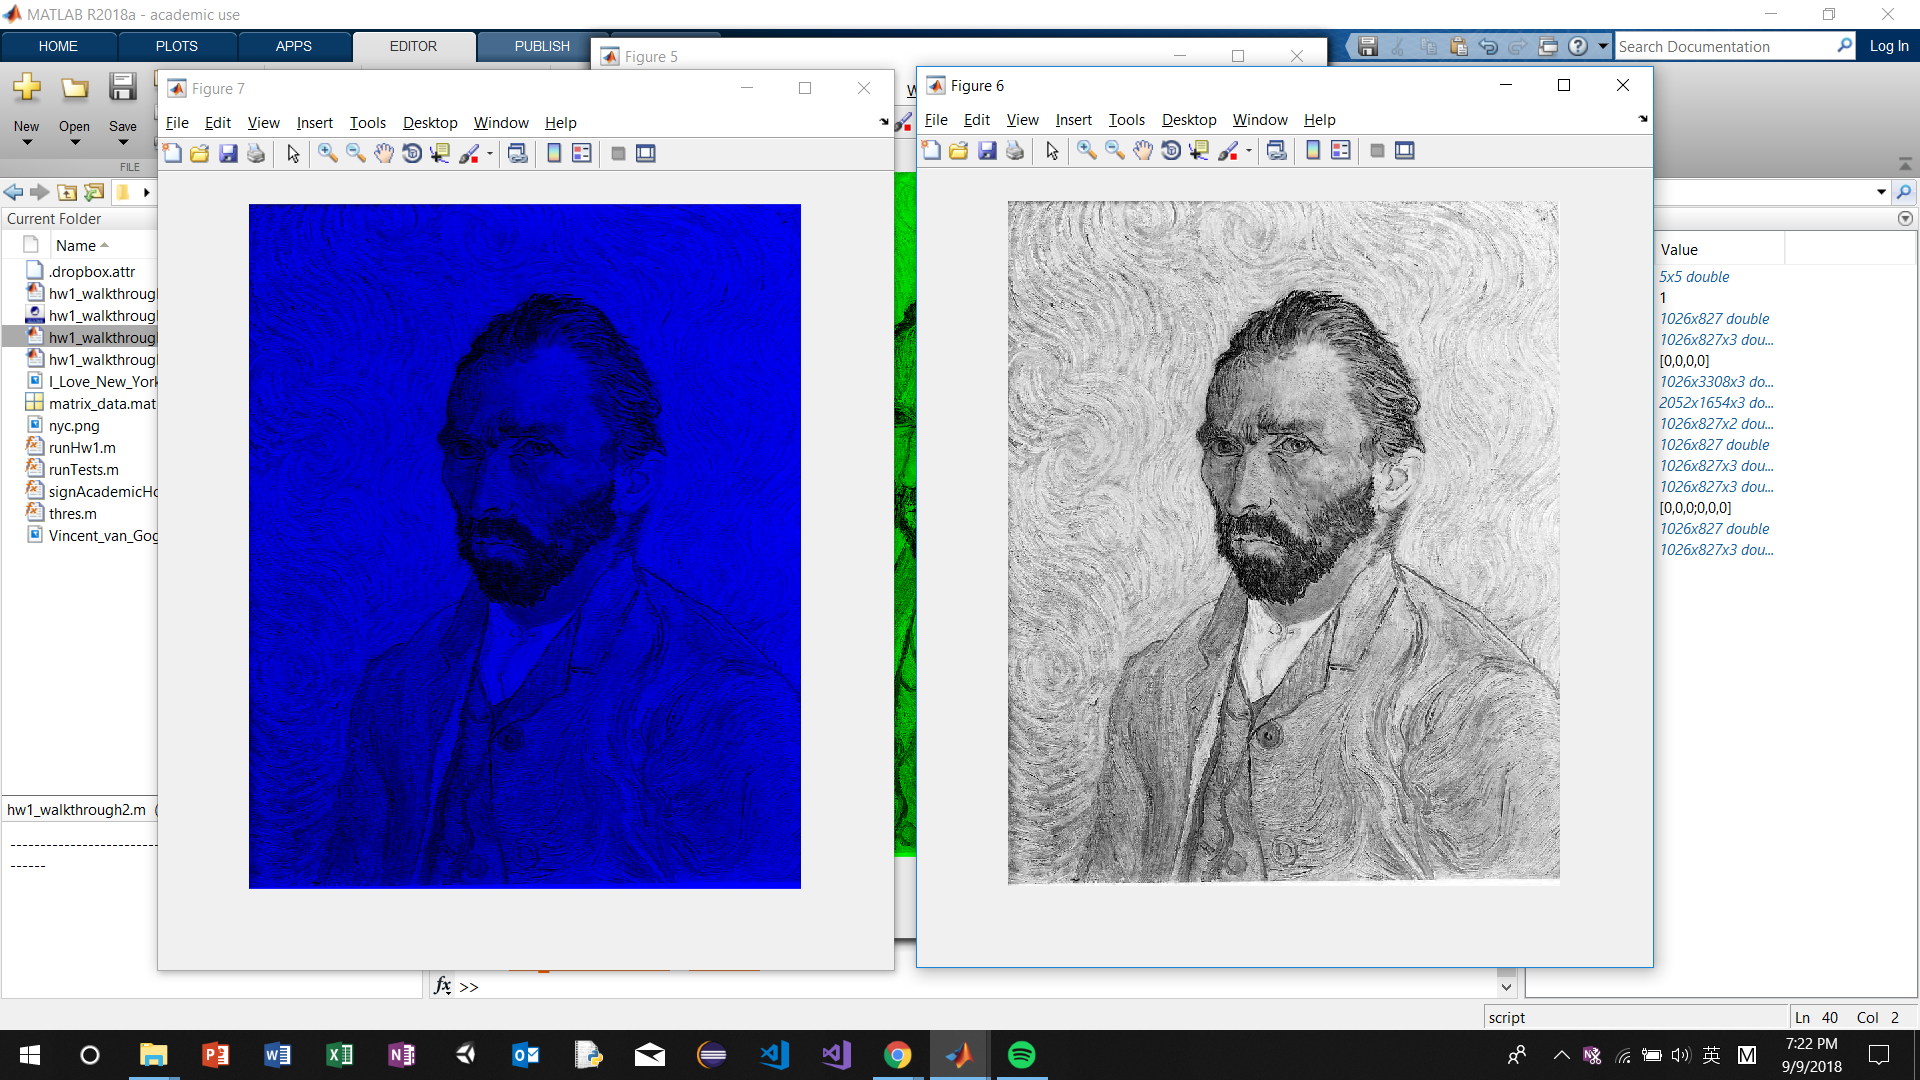 MATLAB R2018a - academic use
HOME PLOTS APPS EDITOR PUBLISH
Search Documentation Log In
New Open Save
FILE
Current Folder
Name
.dropbox.attr
hw1_walkthrough
hw1_walkthrough
hw1_walkthrough
hw1_walkthrough
I_Love_New_York
matrix_data.mat
nyc.png
runHw1.m
runTests.m
signAcademicHo
thres.m
Vincent_van_Gog
hw1_walkthrough2.m (
-------------------------
------
Figure 5
Figure 7
File Edit View Insert Tools Desktop Window Help
W
Figure 6
File Edit View Insert Tools Desktop Window Help
Value
5x5 double
1
1026x827 double
1026x827x3 dou...
[0,0,0,0]
1026x3308x3 do...
2052x1654x3 do...
1026x827x2 dou...
1026x827 double
1026x827x3 dou...
1026x827x3 dou...
[0,0,0;0,0,0]
1026x827 double
1026x827x3 dou...
fx >>
script
Ln 40 Col 2
英 M
7:22 PM
9/9/2018